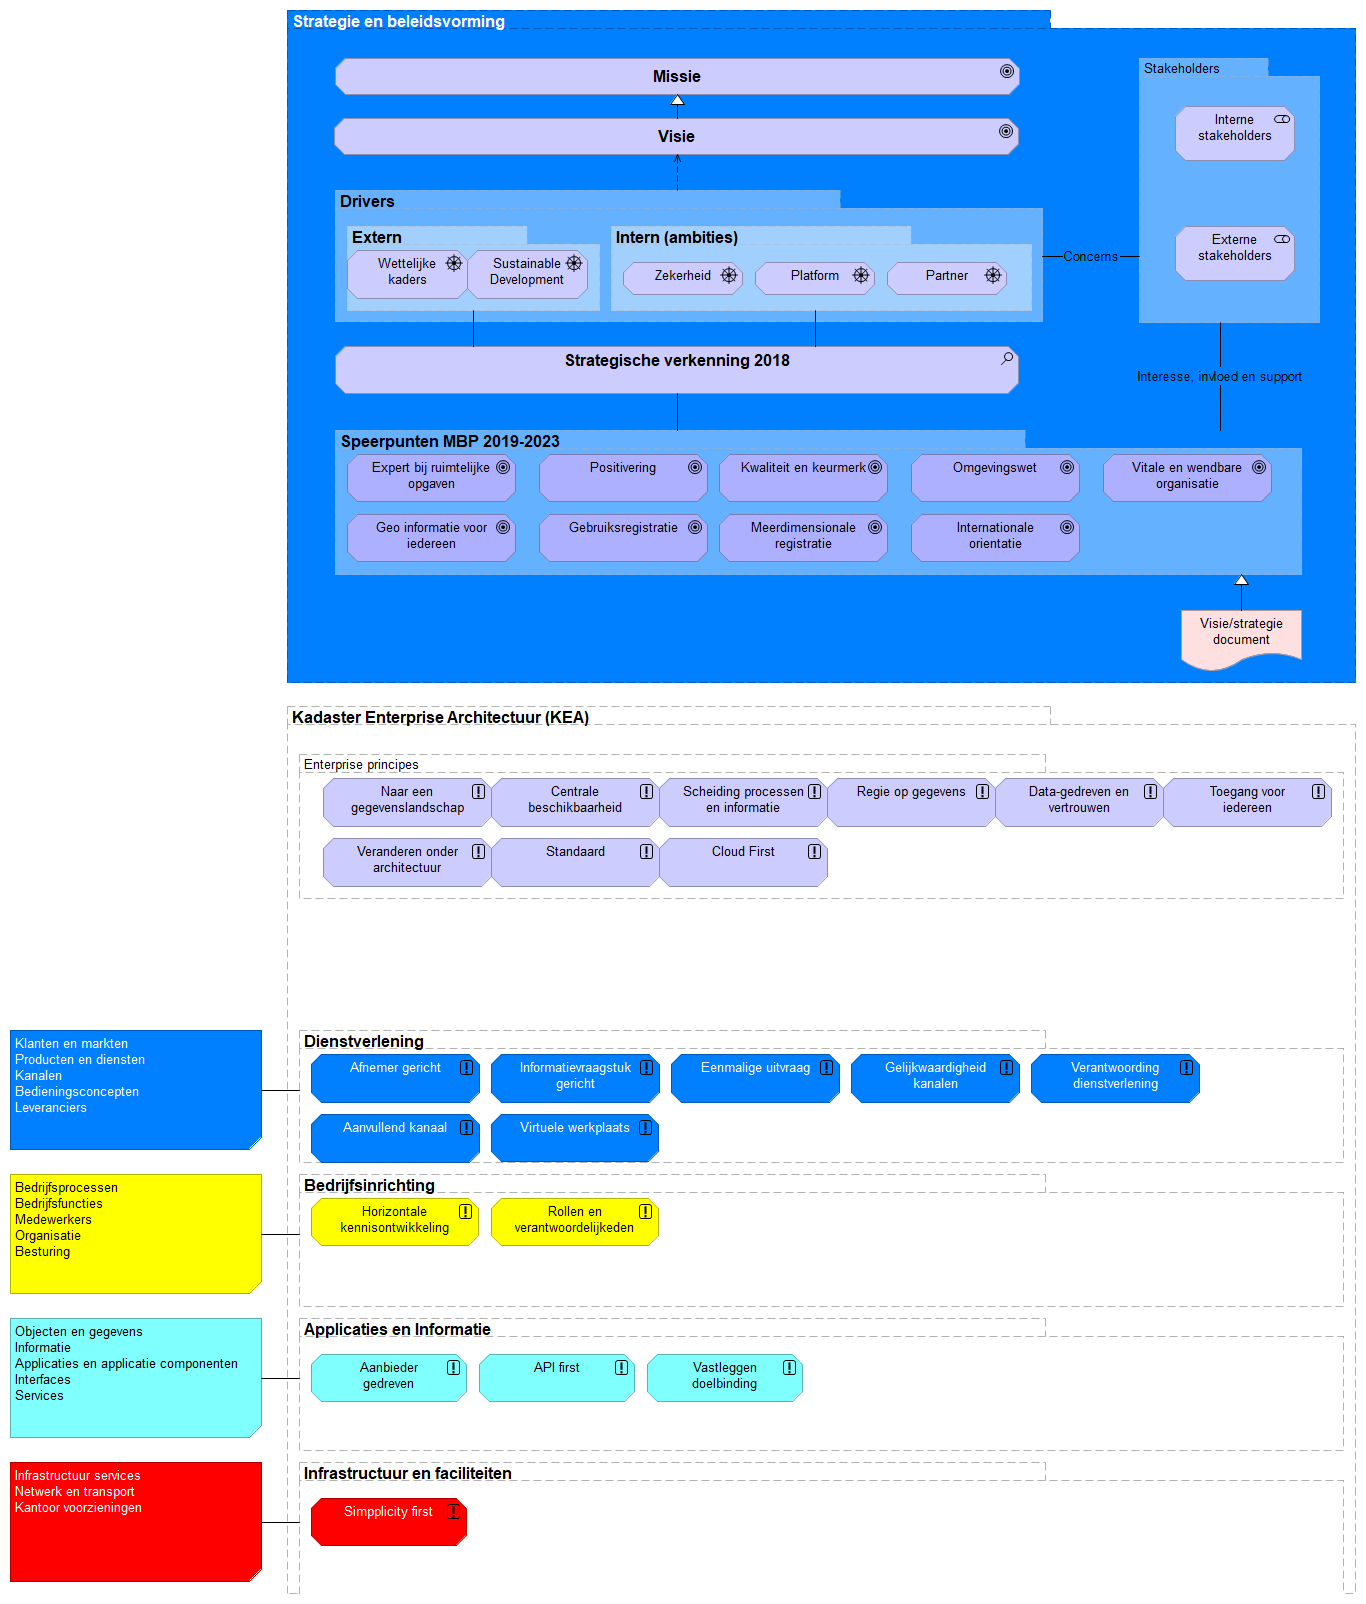 Strategie en beleidsvorming
Missie
Visie
Stakeholders
Interne
stakeholders
Externe
stakeholders
Drivers
Extern
Wettelijke
kaders
Sustainable
Development
Intern (ambities)
Zekerheid
Platform
Partner
Concerns
Strategische verkenning 2018
Interesse, invloed en support
Speerpunten MBP 2019-2023
Expert bij ruimtelijke
opgaven
Positivering
Kwaliteit en keurmerk
Omgevingswet
Vitale en wendbare
organisatie
Geo informatie voor
iedereen
Gebruiksregistratie
Meerdimensionale
registratie
Internationale
orientatie
Visie/strategie
document
Kadaster Enterprise Architectuur (KEA)
Enterprise principes
Naar een
gegevenslandschap
Centrale
beschikbaarheid
Scheiding processen
en informatie
Regie op gegevens
Data-gedreven en
vertrouwen
Toegang voor
iedereen
Veranderen onder
architectuur
Standaard
Cloud First
Klanten en markten
Producten en diensten
Kanalen
Bedieningsconcepten
Leveranciers
Dienstverlening
Afnemer gericht
Informatievraagstuk
gericht
Eenmalige uitvraag
Gelijkwaardigheid
kanalen
Verantwoording
dienstverlening
Aanvullend kanaal
Virtuele werkplaats
Bedrijfsprocessen
Bedrijfsfuncties
Medewerkers
Organisatie
Besturing
Bedrijfsinrichting
Horizontale
kennisontwikkeling
Rollen en
verantwoordelijkeden
Objecten en gegevens
Informatie
Applicaties en applicatie componenten
Interfaces
Services
Applicaties en Informatie
Aanbieder
gedreven
API first
Vastleggen
doelbinding
Infrastructuur services
Netwerk en transport
Kantoor voorzieningen
Infrastructuur en faciliteiten
Simpplicity first